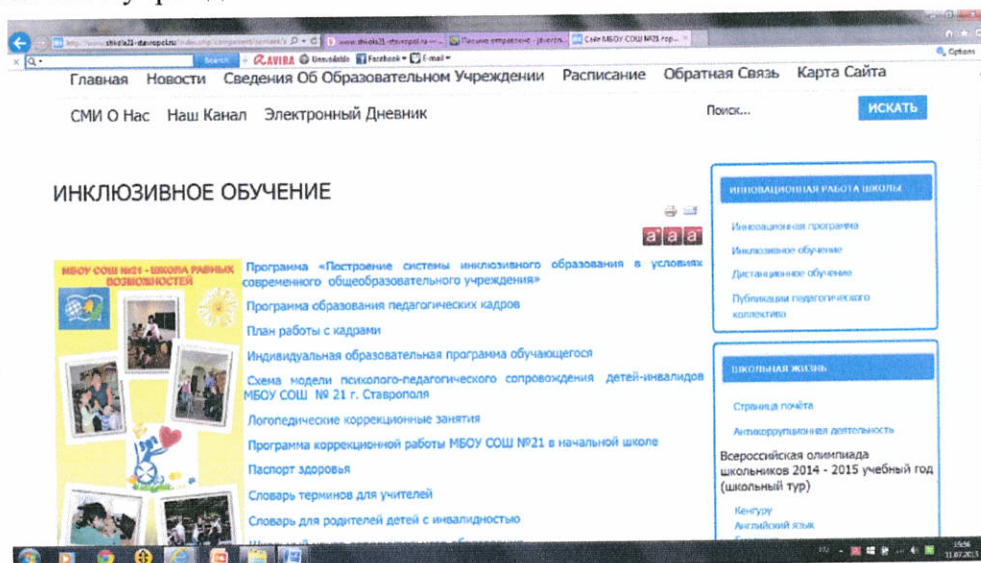 Search
AVIRA
Facebook
E-mail
Options
Главная Новости Сведения Об Образовательном Учреждении Расписание Обратная Связь Карта Сайта
СМИ О Нас Наш Канал Электронный Дневник
Поиск...
ИСКАТЬ
ИНКЛЮЗИВНОЕ ОБУЧЕНИЕ
a a a
МБОУ СОШ №21 - ШКОЛА РАВНЫХ
ВОЗМОЖНОСТЕЙ
Программа «Построение системы инклюзивного образования в условиях
современного общеобразовательного учреждения»
Программа образования педагогических кадров
План работы с кадрами
Индивидуальная образовательная программа обучающегося
Схема модели психолого-педагогического сопровождения детей-инвалидов
МБОУ СОШ № 21 г. Ставрополя
Логопедические коррекционные занятия
Программа коррекционной работы МБОУ СОШ №21 в начальной школе
Паспорт здоровья
Словарь терминов для учителей
Словарь для родителей детей с инвалидностью
ИННОВАЦИОННАЯ РАБОТА ШКОЛЫ
Инновационная программа
Инклюзивное обучение
Дистанционное обучение
Публикации педагогического
коллектива
ШКОЛЬНАЯ ЖИЗНЬ
Страница почёта
Антикоррупционная деятельность
Всероссийская олимпиада
школьников 2014 - 2015 учебный год
(школьный тур)
Кенгуру
Английский язык